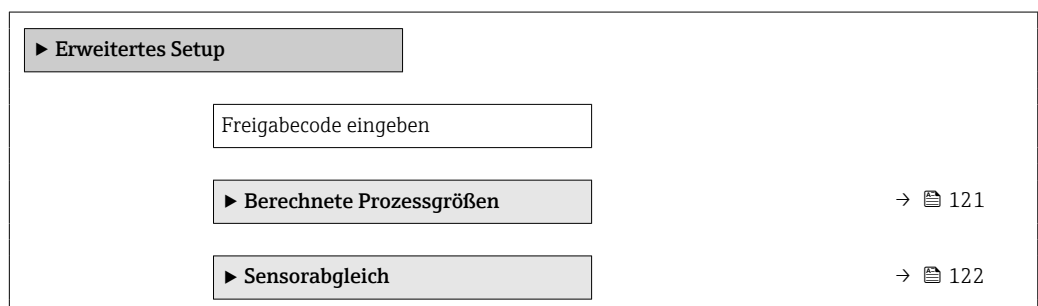 ▶ Erweitertes Setup
Freigabecode eingeben
▶ Berechnete Prozessgrößen → 121
▶ Sensorabgleich → 122